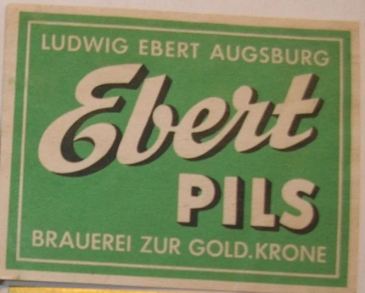 LUDWIG EBERT AUGSBURG
Ebert
PILS
BRAUEREI ZUR GOLD.KRONE